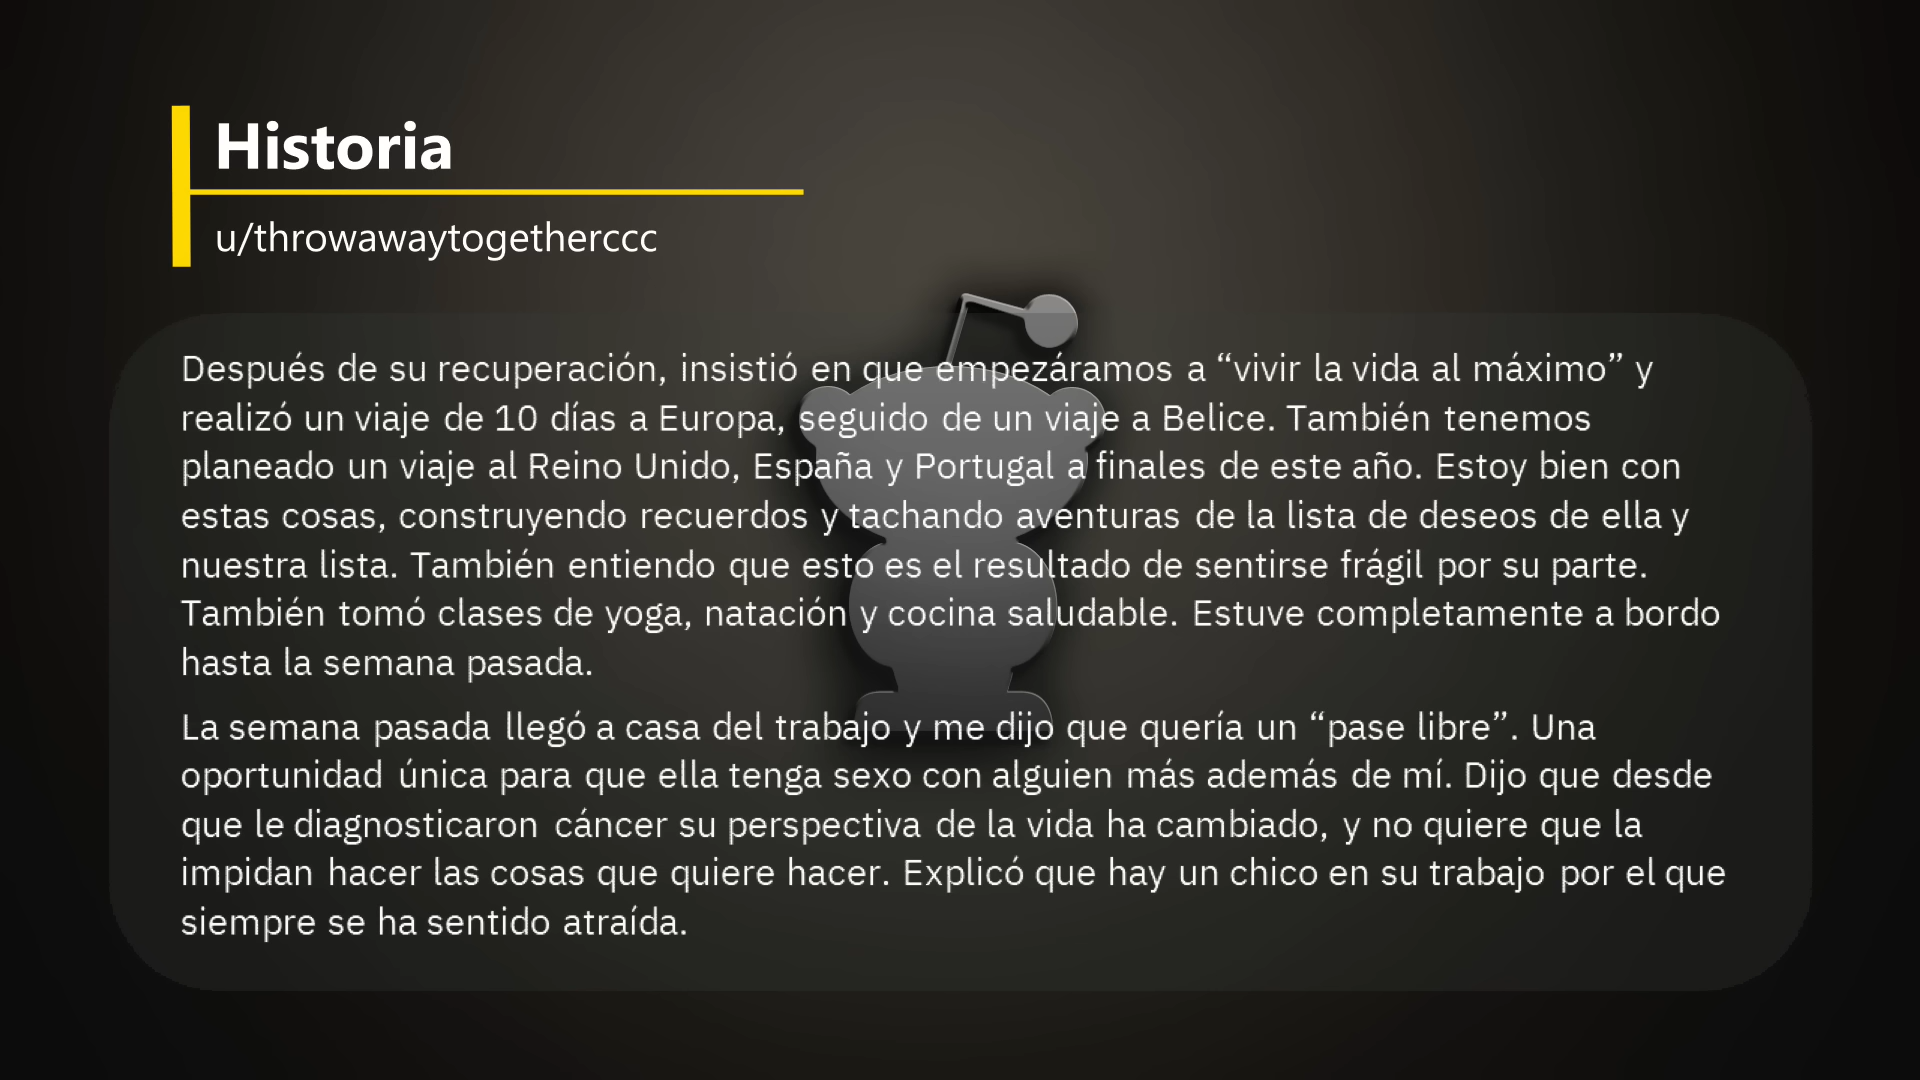 Historia
u/throwawaytogetherccc
Después de su recuperación, insistió en que empezáramos a “vivir la vida al máximo” y
realizó un viaje de 10 días a Europa, seguido de un viaje a Belice. También tenemos
planeado un viaje al Reino Unido, España y Portugal a finales de este año. Estoy bien con
estas cosas, construyendo recuerdos y tachando aventuras de la lista de deseos de ella y
nuestra lista. También entiendo que esto es el resultado de sentirse frágil por su parte.
También tomó clases de yoga, natación y cocina saludable. Estuve completamente a bordo
hasta la semana pasada.
La semana pasada llegó a casa del trabajo y me dijo que quería un “pase libre”. Una
oportunidad única para que ella tenga sexo con alguien más además de mí. Dijo que desde
que le diagnosticaron cáncer su perspectiva de la vida ha cambiado, y no quiere que la
impidan hacer las cosas que quiere hacer. Explicó que hay un chico en su trabajo por el que
siempre se ha sentido atraída.